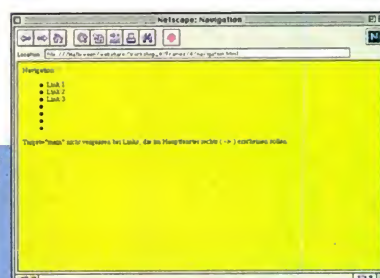 Netscape: Navigation
Location:
Navigation
Link 1
Link 2
Link 3
Target="main" nicht vergessen bei Links, die im Hauptfenster rechts (-> ) erscheinen sollen.